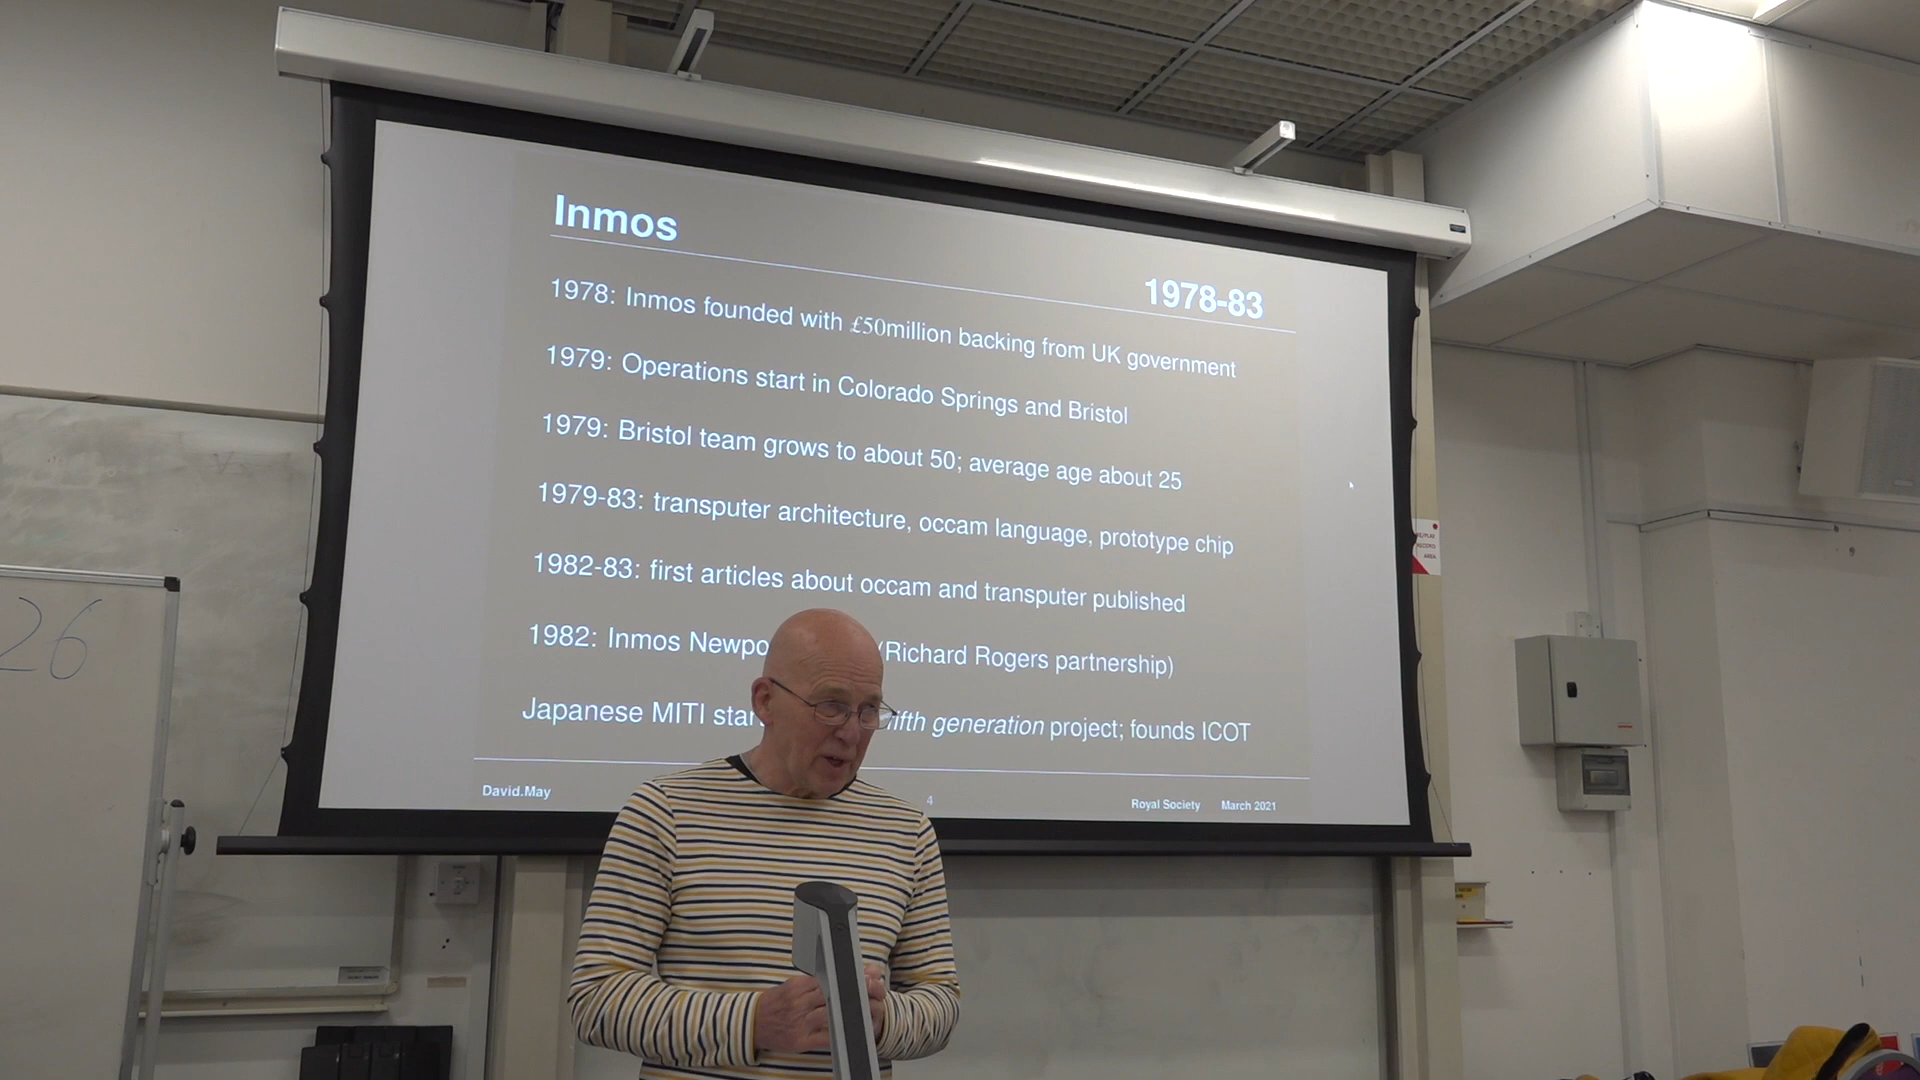 Inmos
1978-83
1978: Inmos founded with £50million backing from UK government
1979: Operations start in Colorado Springs and Bristol
1979: Bristol team grows to about 50; average age about 25
1979-83: transputer architecture, occam language, prototype chip
1982-83: first articles about occam and transputer published
1982: Inmos Newpo (Richard Rogers partnership)
Japanese MITI star fifth generation project; founds ICOT
David.May 4 Royal Society March 2021
26
AREA